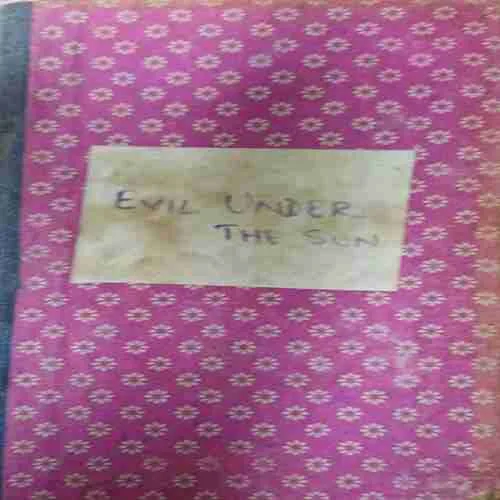 EVIL UNDER
THE SUN